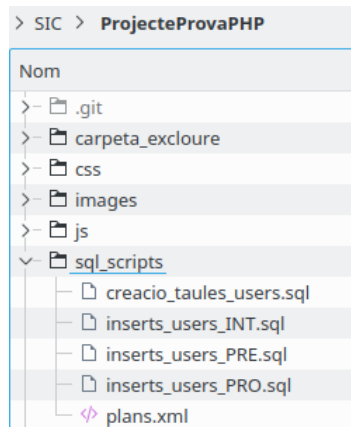 > SIC > ProjecteProvaPHP
Nom
.git
carpeta_excloure
css
images
js
sql_scripts
creacio_taules_users.sql
inserts_users_INT.sql
inserts_users_PRE.sql
inserts_users_PRO.sql
plans.xml